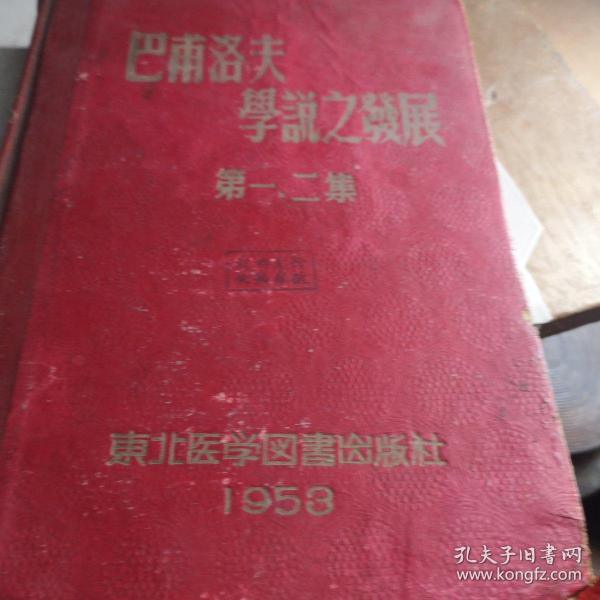 巴甫洛夫
學説之發展
第一、二集
東北医学図書出版社
1953
孔夫子旧书网
www.kongfz.com